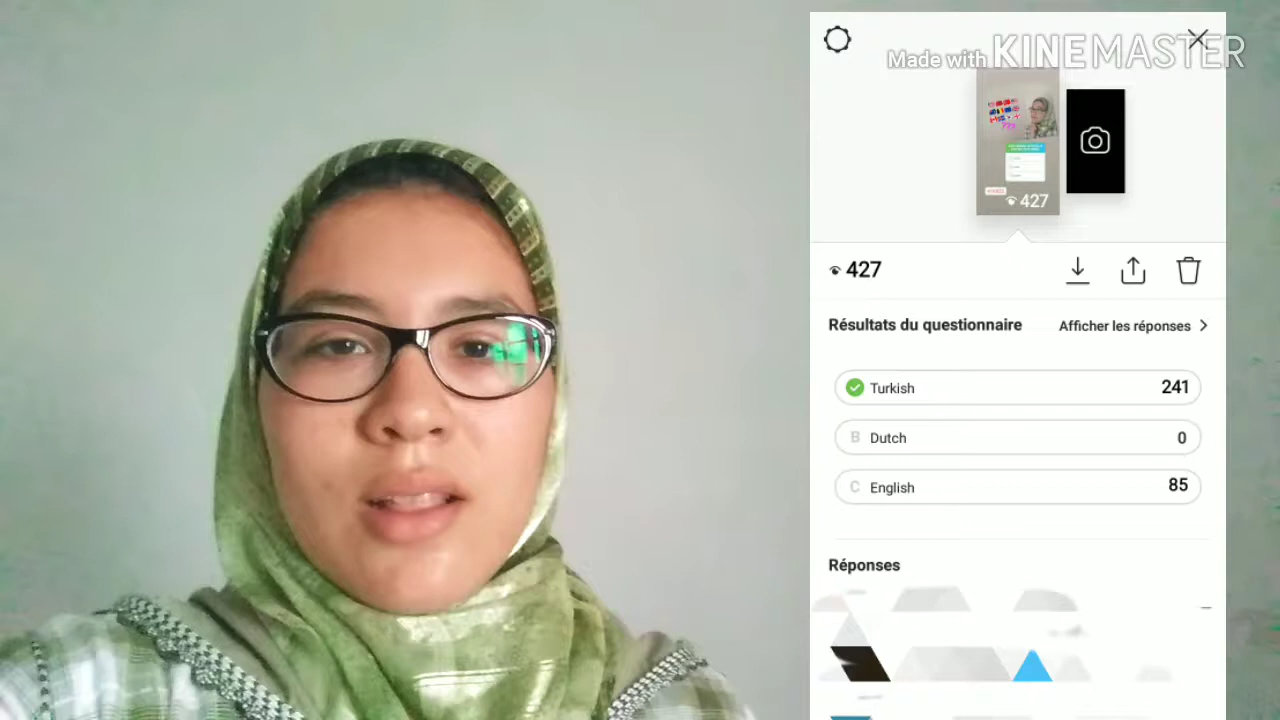 Made with KINEMASTER
427
427
Résultats du questionnaire
Afficher les réponses
Turkish 241
B Dutch 0
C English 85
Réponses